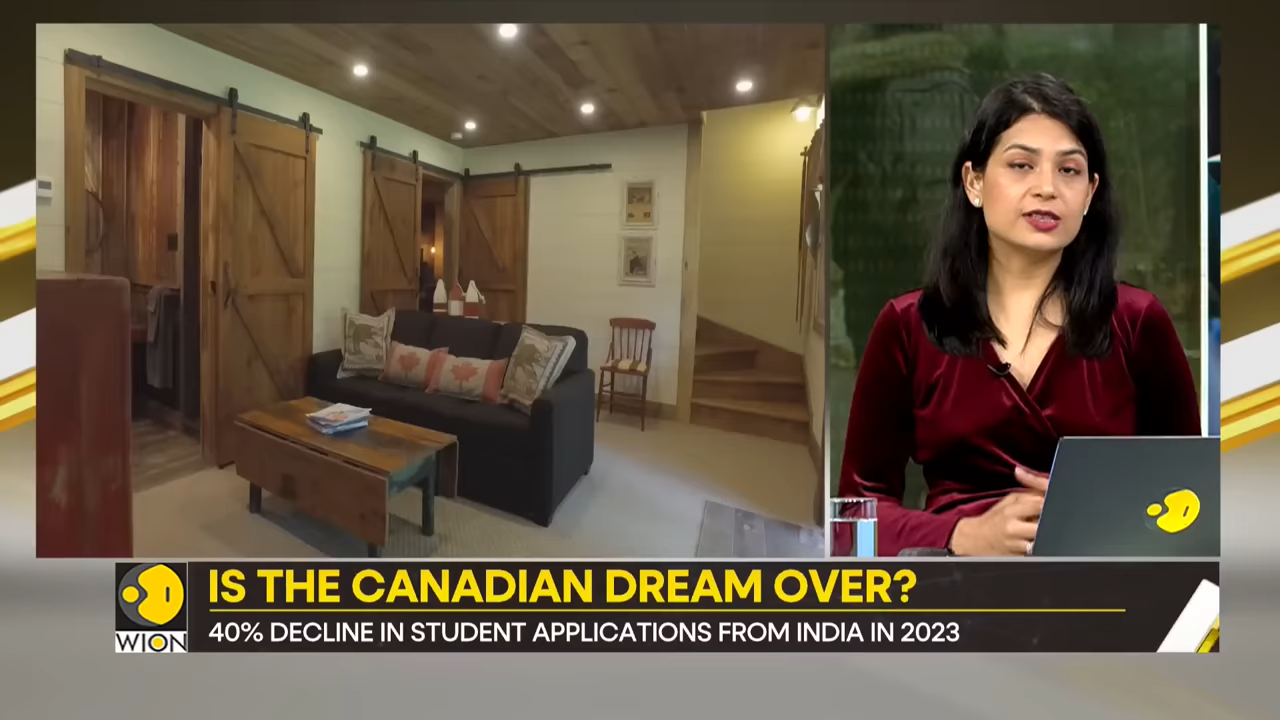 IS THE CANADIAN DREAM OVER?
WION
40% DECLINE IN STUDENT APPLICATIONS FROM INDIA IN 2023